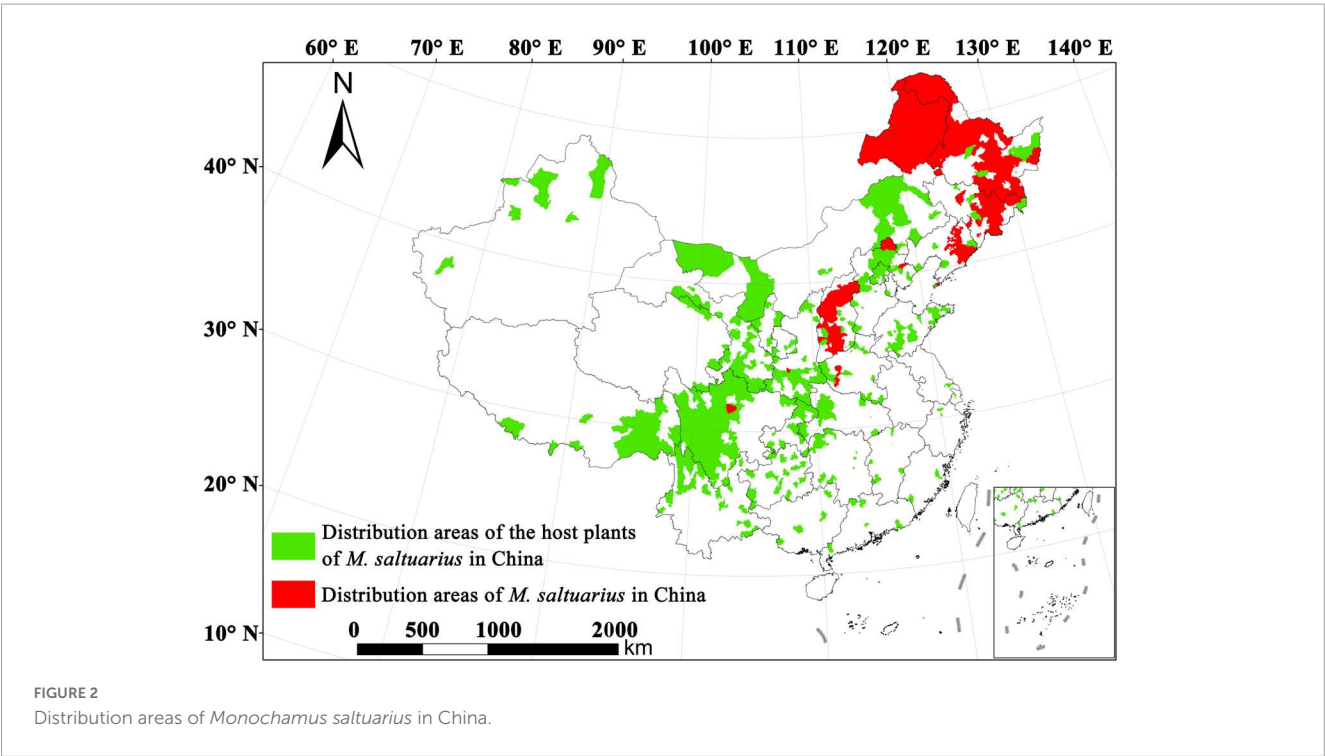 60° E 70° E 80° E 90° E 100° E 110° E 120° E 130° E 140° E
N
40° N
30° N
20° N
10° N
Distribution areas of the host plants
of M. saltuarius in China
Distribution areas of M. saltuarius in China
0 500 1000 2000
km
FIGURE 2
Distribution areas of Monochamus saltuarius in China.